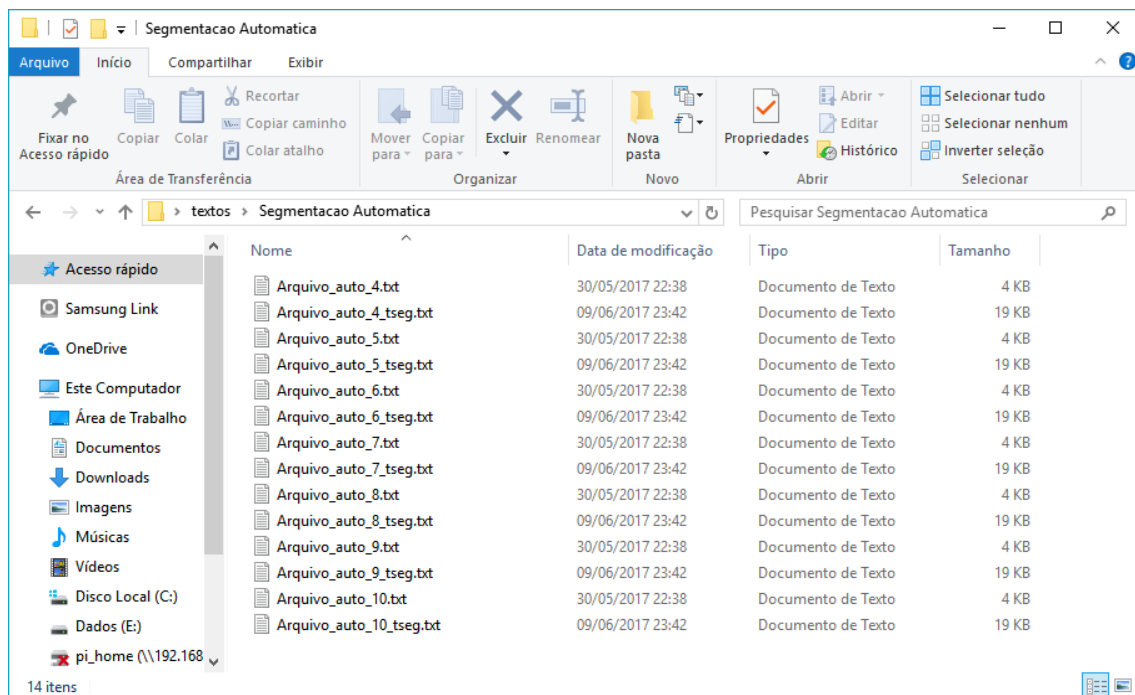 Segmentacao Automatica
Arquivo Início Compartilhar Exibir
Fixar no Acesso rápido
Copiar
Colar
Recortar
Copiar caminho
Colar atalho
Área de Transferência
Mover para
Copiar para
Excluir
Renomear
Organizar
Nova pasta
Novo
Propriedades
Abrir
Editar
Histórico
Abrir
Selecionar tudo
Selecionar nenhum
Inverter seleção
Selecionar
textos > Segmentacao Automatica
Pesquisar Segmentacao Automatica
Acesso rápido
Samsung Link
OneDrive
Este Computador
Área de Trabalho
Documentos
Downloads
Imagens
Músicas
Vídeos
Disco Local (C:)
Dados (E:)
pi_home (\\192.168
Nome Data de modificação Tipo Tamanho
Arquivo_auto_4.txt 30/05/2017 22:38 Documento de Texto 4 KB
Arquivo_auto_4_tseg.txt 09/06/2017 23:42 Documento de Texto 19 KB
Arquivo_auto_5.txt 30/05/2017 22:38 Documento de Texto 4 KB
Arquivo_auto_5_tseg.txt 09/06/2017 23:42 Documento de Texto 19 KB
Arquivo_auto_6.txt 30/05/2017 22:38 Documento de Texto 4 KB
Arquivo_auto_6_tseg.txt 09/06/2017 23:42 Documento de Texto 19 KB
Arquivo_auto_7.txt 30/05/2017 22:38 Documento de Texto 4 KB
Arquivo_auto_7_tseg.txt 09/06/2017 23:42 Documento de Texto 19 KB
Arquivo_auto_8.txt 30/05/2017 22:38 Documento de Texto 4 KB
Arquivo_auto_8_tseg.txt 09/06/2017 23:42 Documento de Texto 19 KB
Arquivo_auto_9.txt 30/05/2017 22:38 Documento de Texto 4 KB
Arquivo_auto_9_tseg.txt 09/06/2017 23:42 Documento de Texto 19 KB
Arquivo_auto_10.txt 30/05/2017 22:38 Documento de Texto 4 KB
Arquivo_auto_10_tseg.txt 09/06/2017 23:42 Documento de Texto 19 KB
14 itens